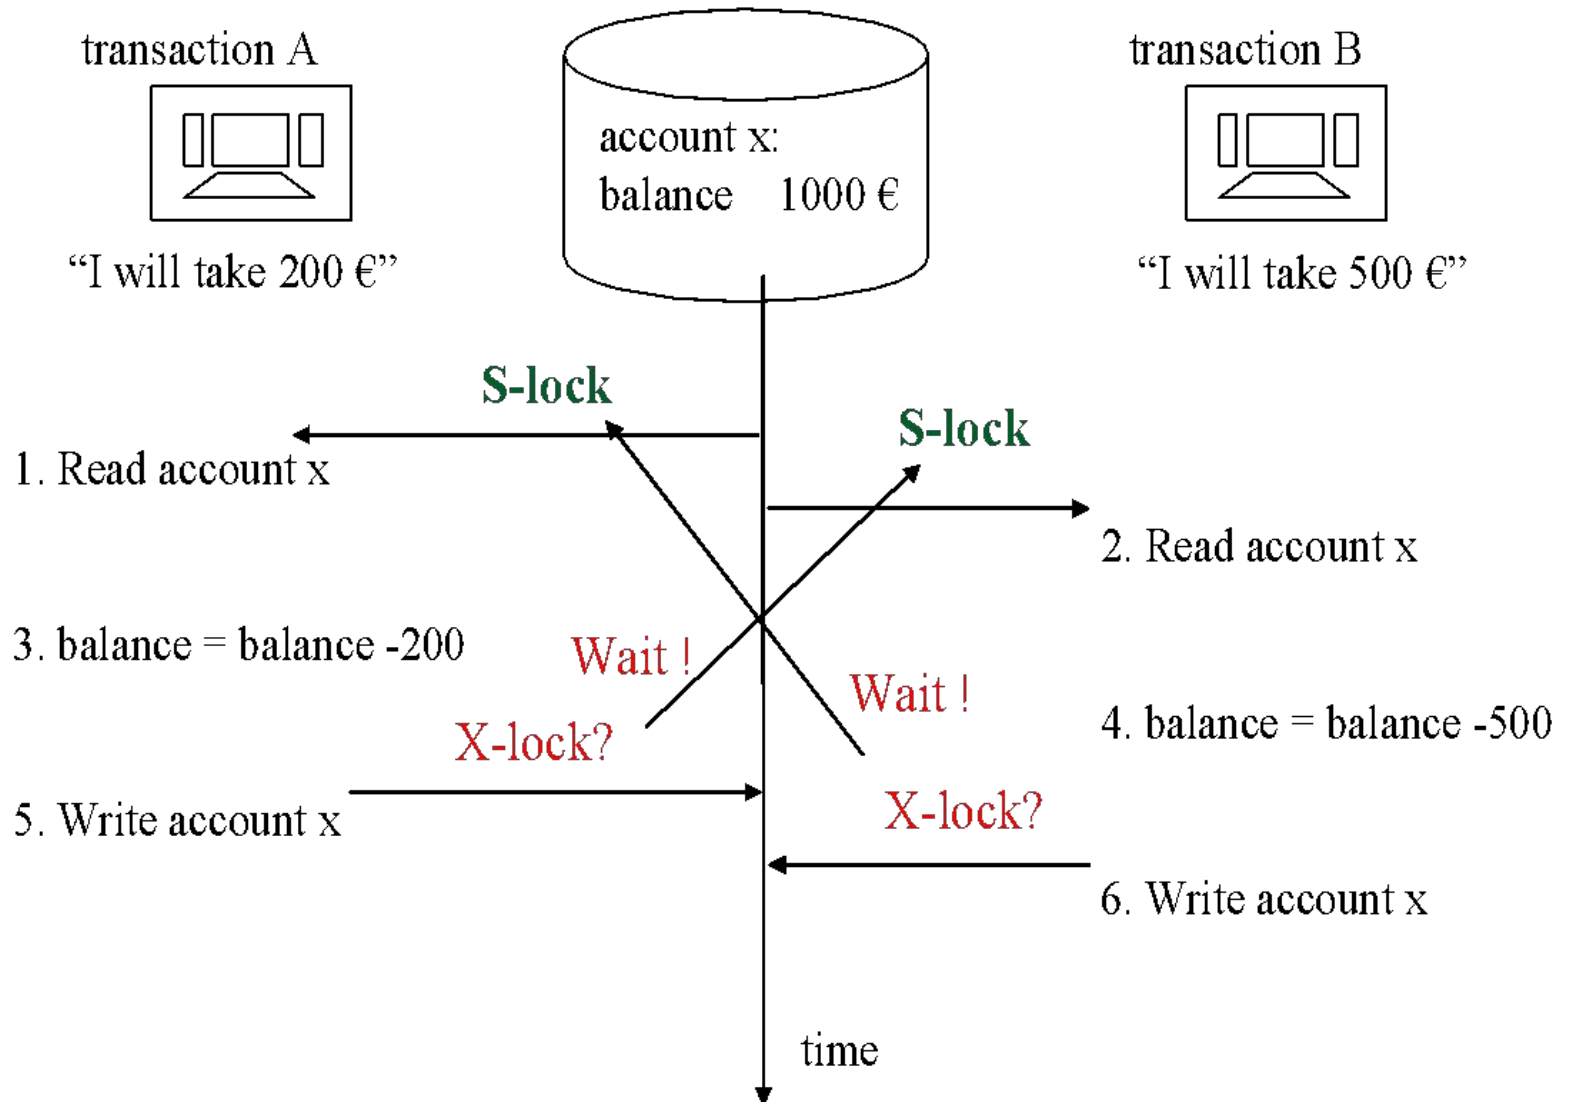 transaction A
transaction B
account x:
balance 1000 €
“I will take 200 €”
“I will take 500 €”
S-lock
S-lock
1. Read account x
2. Read account x
3. balance = balance -200
Wait !
Wait !
4. balance = balance -500
X-lock?
X-lock?
5. Write account x
6. Write account x
time